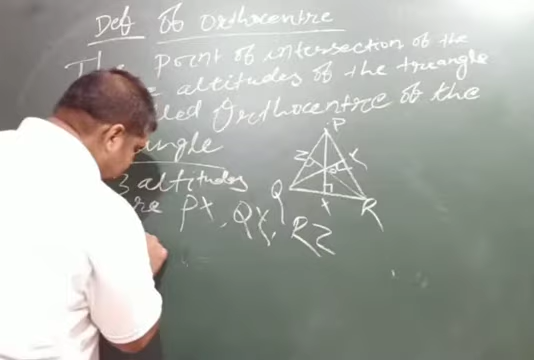 Def of Orthocentre
The point of intersection of the
altitudes of the triangle
Orthocentre of the
3 altitudes
PX, QY, RZ
P
Z
Y
Q
X
R